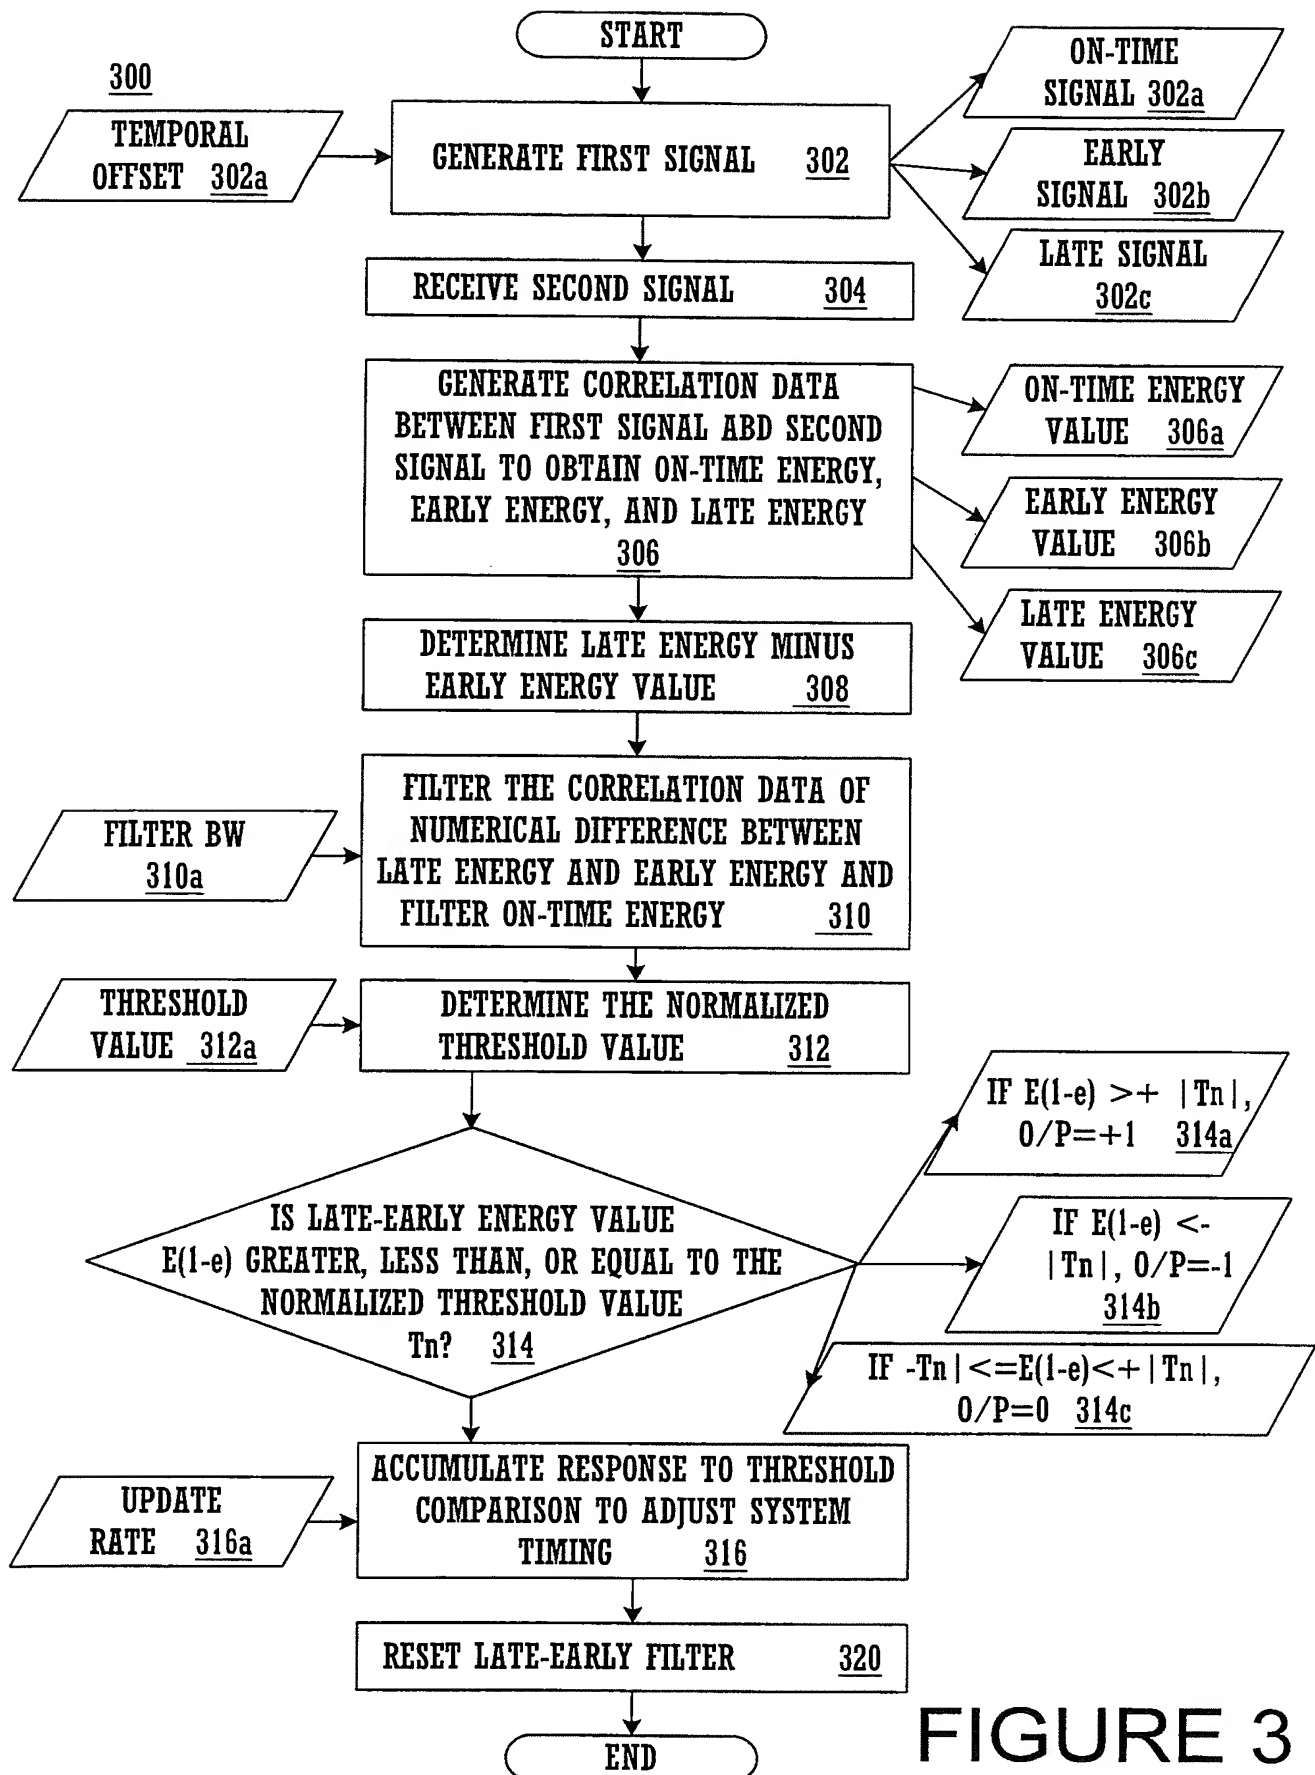 START
300
TEMPORAL
OFFSET 302a
GENERATE FIRST SIGNAL 302
ON-TIME
SIGNAL 302a
EARLY
SIGNAL 302b
LATE SIGNAL
302c
RECEIVE SECOND SIGNAL 304
GENERATE CORRELATION DATA
BETWEEN FIRST SIGNAL ABD SECOND
SIGNAL TO OBTAIN ON-TIME ENERGY,
EARLY ENERGY, AND LATE ENERGY
306
ON-TIME ENERGY
VALUE 306a
EARLY ENERGY
VALUE 306b
LATE ENERGY
VALUE 306c
DETERMINE LATE ENERGY MINUS
EARLY ENERGY VALUE 308
FILTER BW
310a
FILTER THE CORRELATION DATA OF
NUMERICAL DIFFERENCE BETWEEN
LATE ENERGY AND EARLY ENERGY AND
FILTER ON-TIME ENERGY 310
THRESHOLD
VALUE 312a
DETERMINE THE NORMALIZED
THRESHOLD VALUE 312
IS LATE-EARLY ENERGY VALUE
E(l-e) GREATER, LESS THAN, OR EQUAL TO THE
NORMALIZED THRESHOLD VALUE
Tn? 314
IF E(l-e) >+ |Tn|,
O/P=+1 314a
IF E(l-e) <-
|Tn|, O/P=-1
314b
IF -Tn| <=E(l-e)<+|Tn|,
O/P=0 314c
UPDATE
RATE 316a
ACCUMULATE RESPONSE TO THRESHOLD
COMPARISON TO ADJUST SYSTEM
TIMING 316
RESET LATE-EARLY FILTER 320
END
FIGURE 3